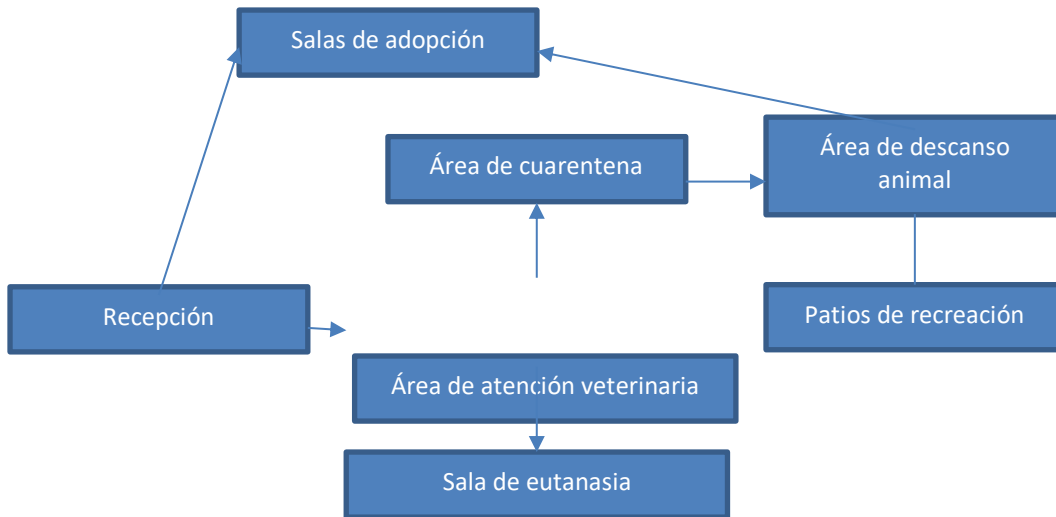 Salas de adopción
Área de cuarentena
Área de descanso
animal
Recepción
Patios de recreación
Área de atención veterinaria
Sala de eutanasia